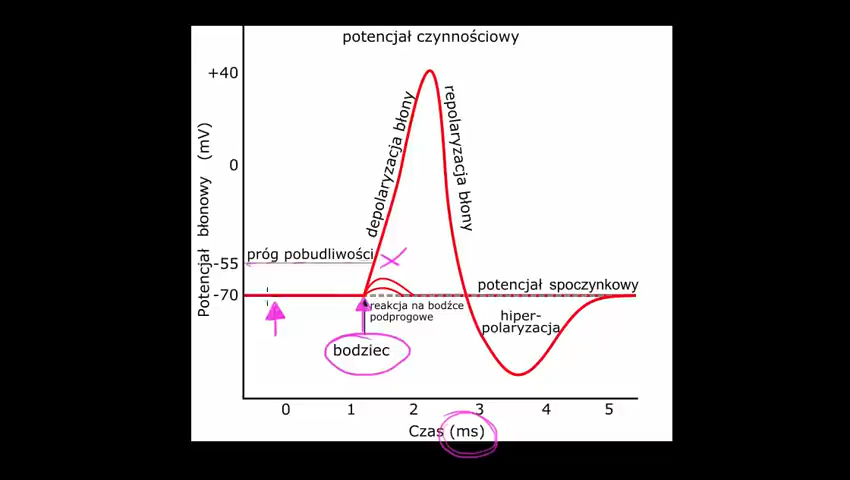 potencjał czynnościowy
+40
0
-55
-70
Potencjał błonowy (mV)
depolaryzacja błony
repolaryzacja błony
próg pobudliwości
potencjał spoczynkowy
reakcja na bodźce
podprogowe
hiper-
polaryzacja
bodziec
0 1 2 3 4 5
Czas (ms)